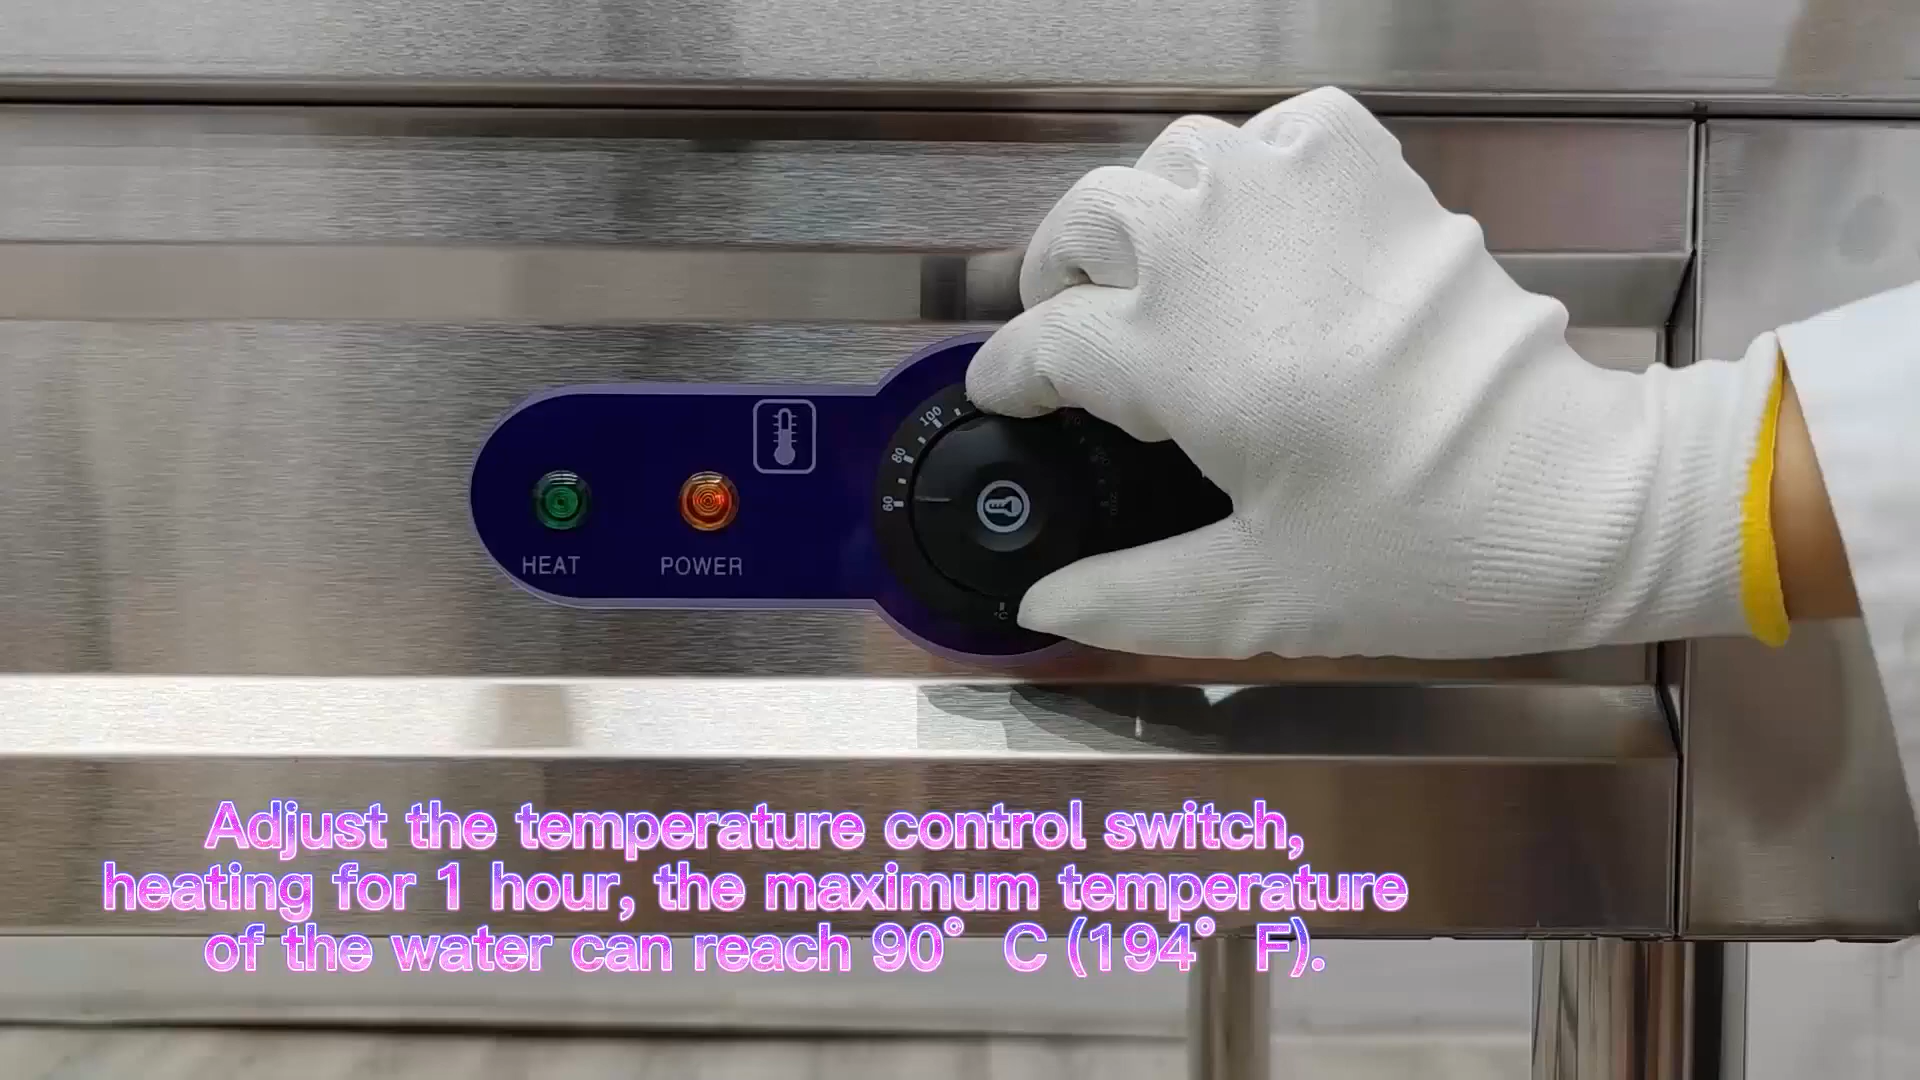 100
80
60
HEAT
POWER
°C
Adjust the temperature control switch,
heating for 1 hour, the maximum temperature
of the water can reach 90° C (194° F).